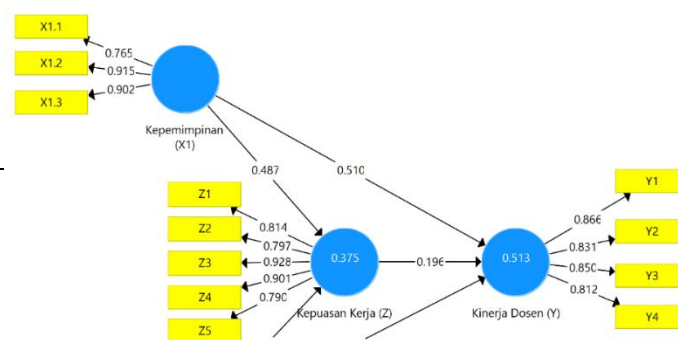 X1.1
0.765
X1.2
0.915
X1.3
0.902
Kepemimpinan
(X1)
0.487
0.510
Z1
0.814
Z2
0.797
Z3
0.928
Z4
0.901
Z5
0.790
0.375
Kepuasan Kerja (Z)
0.196
0.513
Kinerja Dosen (Y)
Y1
0.866
Y2
0.831
Y3
0.850
Y4
0.812